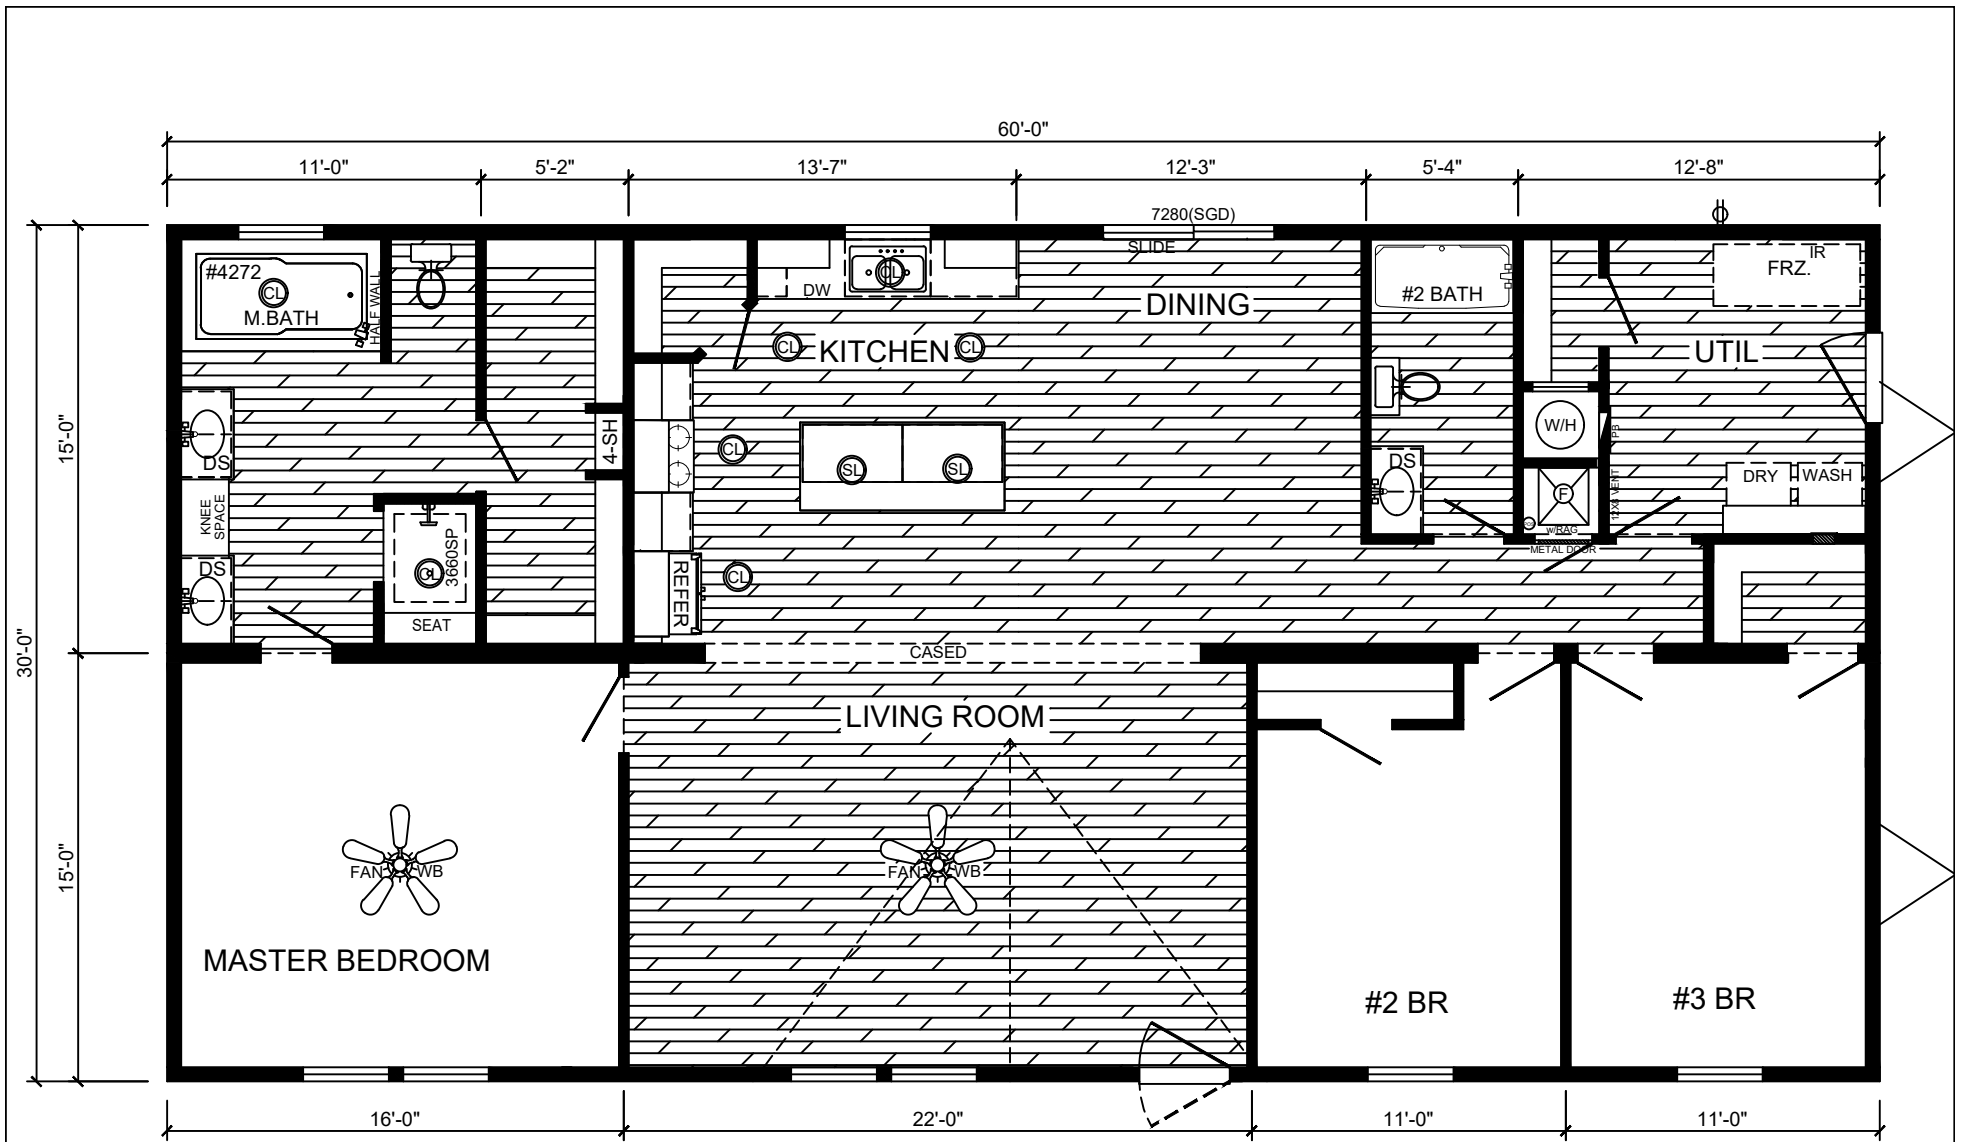 60'-0"
11'-0"
5'-2"
13'-7"
12'-3"
5'-4"
12'-8"
7280(SGD)
SLIDE
#4272
CL
M.BATH
HALF WALL
CL
DW
DINING
#2 BATH
IR
FRZ.
CL
KITCHEN
CL
UTIL
15'-0"
30'-0"
15'-0"
DS
KNEE
SPACE
DS
4-SH
CL
SL
SL
DS
W/H
PB
12X8 VENT
F
w/RAG
METAL DOOR
DRY
WASH
CL
3660SP
SEAT
REFER
CL
CASED
LIVING ROOM
FAN
WB
FAN
WB
MASTER BEDROOM
#2 BR
#3 BR
16'-0"
22'-0"
11'-0"
11'-0"